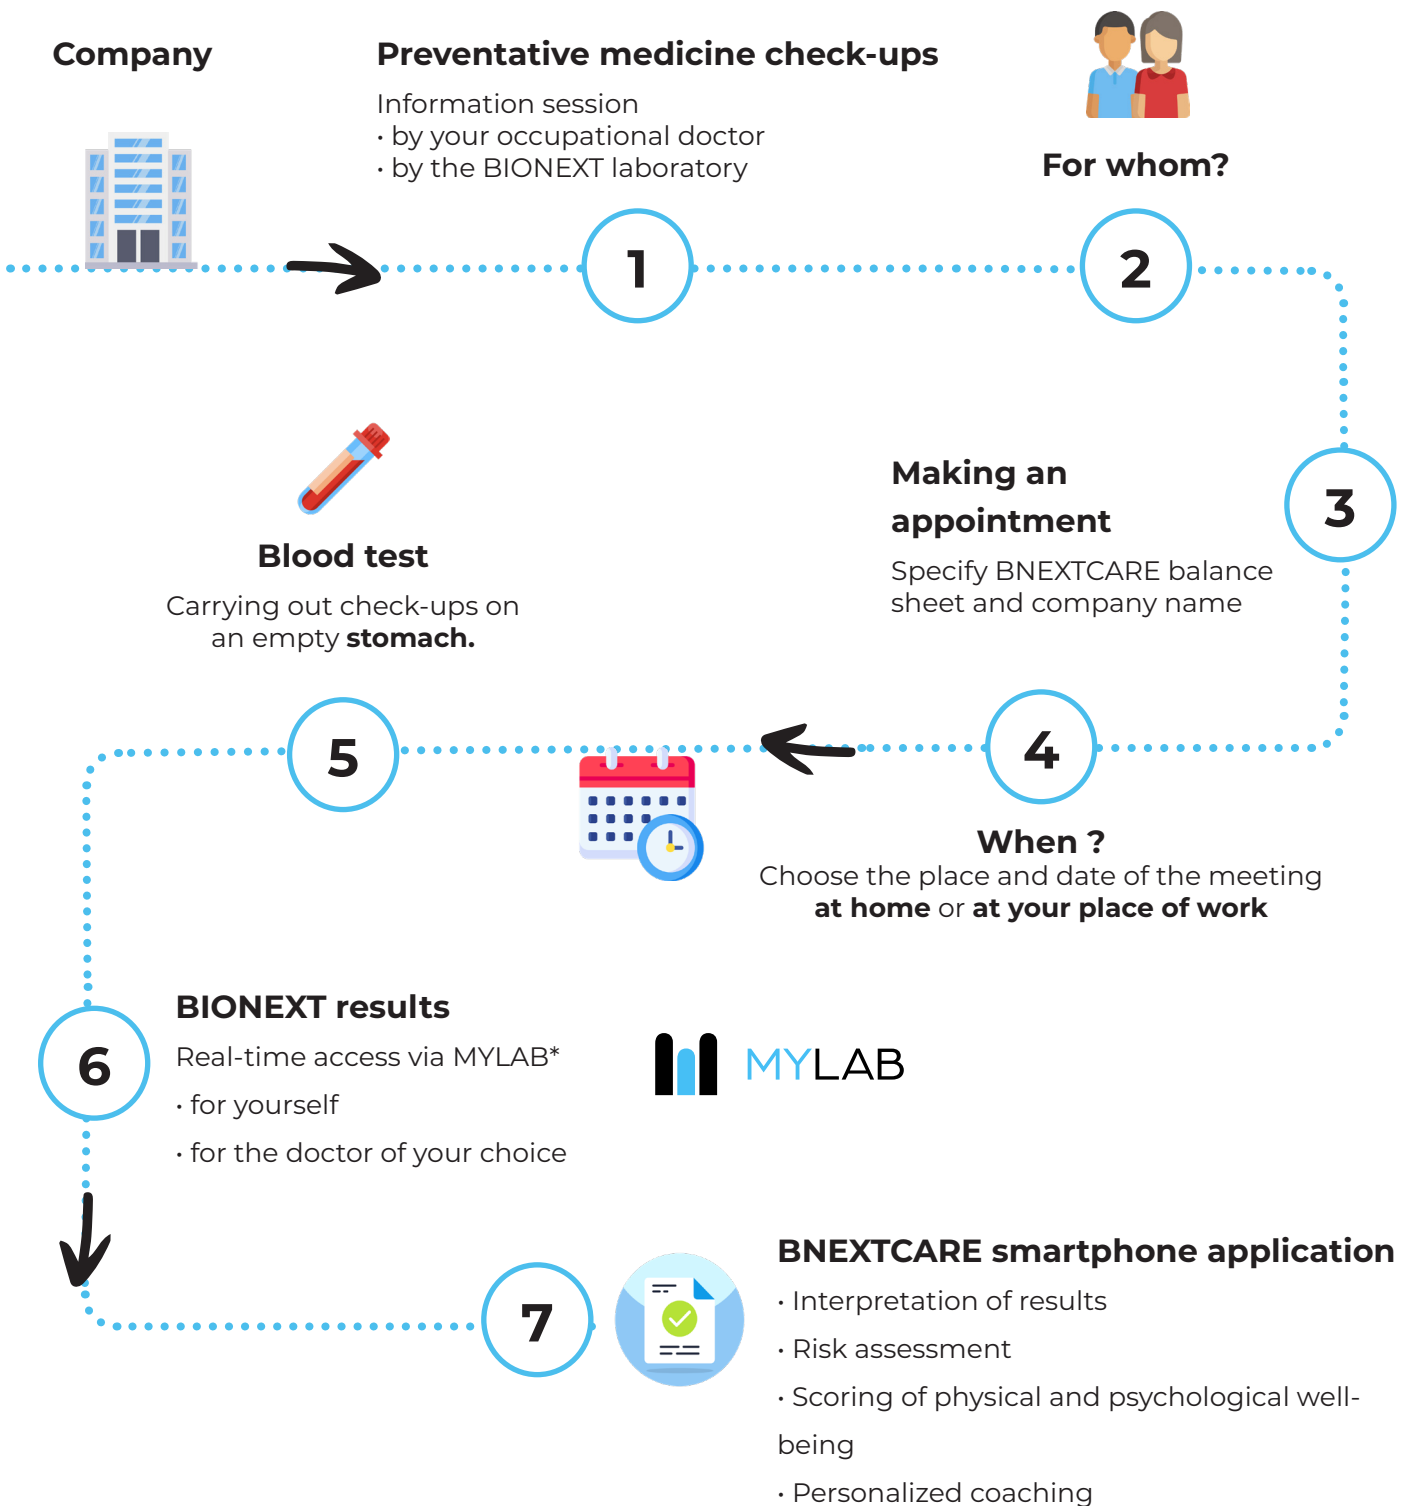 Company
Preventative medicine check-ups
Information session
· by your occupational doctor
· by the BIONEXT laboratory
For whom?
1
2
3
Making an
appointment
Specify BNEXTCARE balance
sheet and company name
4
When ?
Choose the place and date of the meeting
at home or at your place of work
Blood test
Carrying out check-ups on
an empty stomach.
5
6
BIONEXT results
Real-time access via MYLAB*
· for yourself
· for the doctor of your choice
MYLAB
7
BNEXTCARE smartphone application
· Interpretation of results
· Risk assessment
· Scoring of physical and psychological well-
being
· Personalized coaching